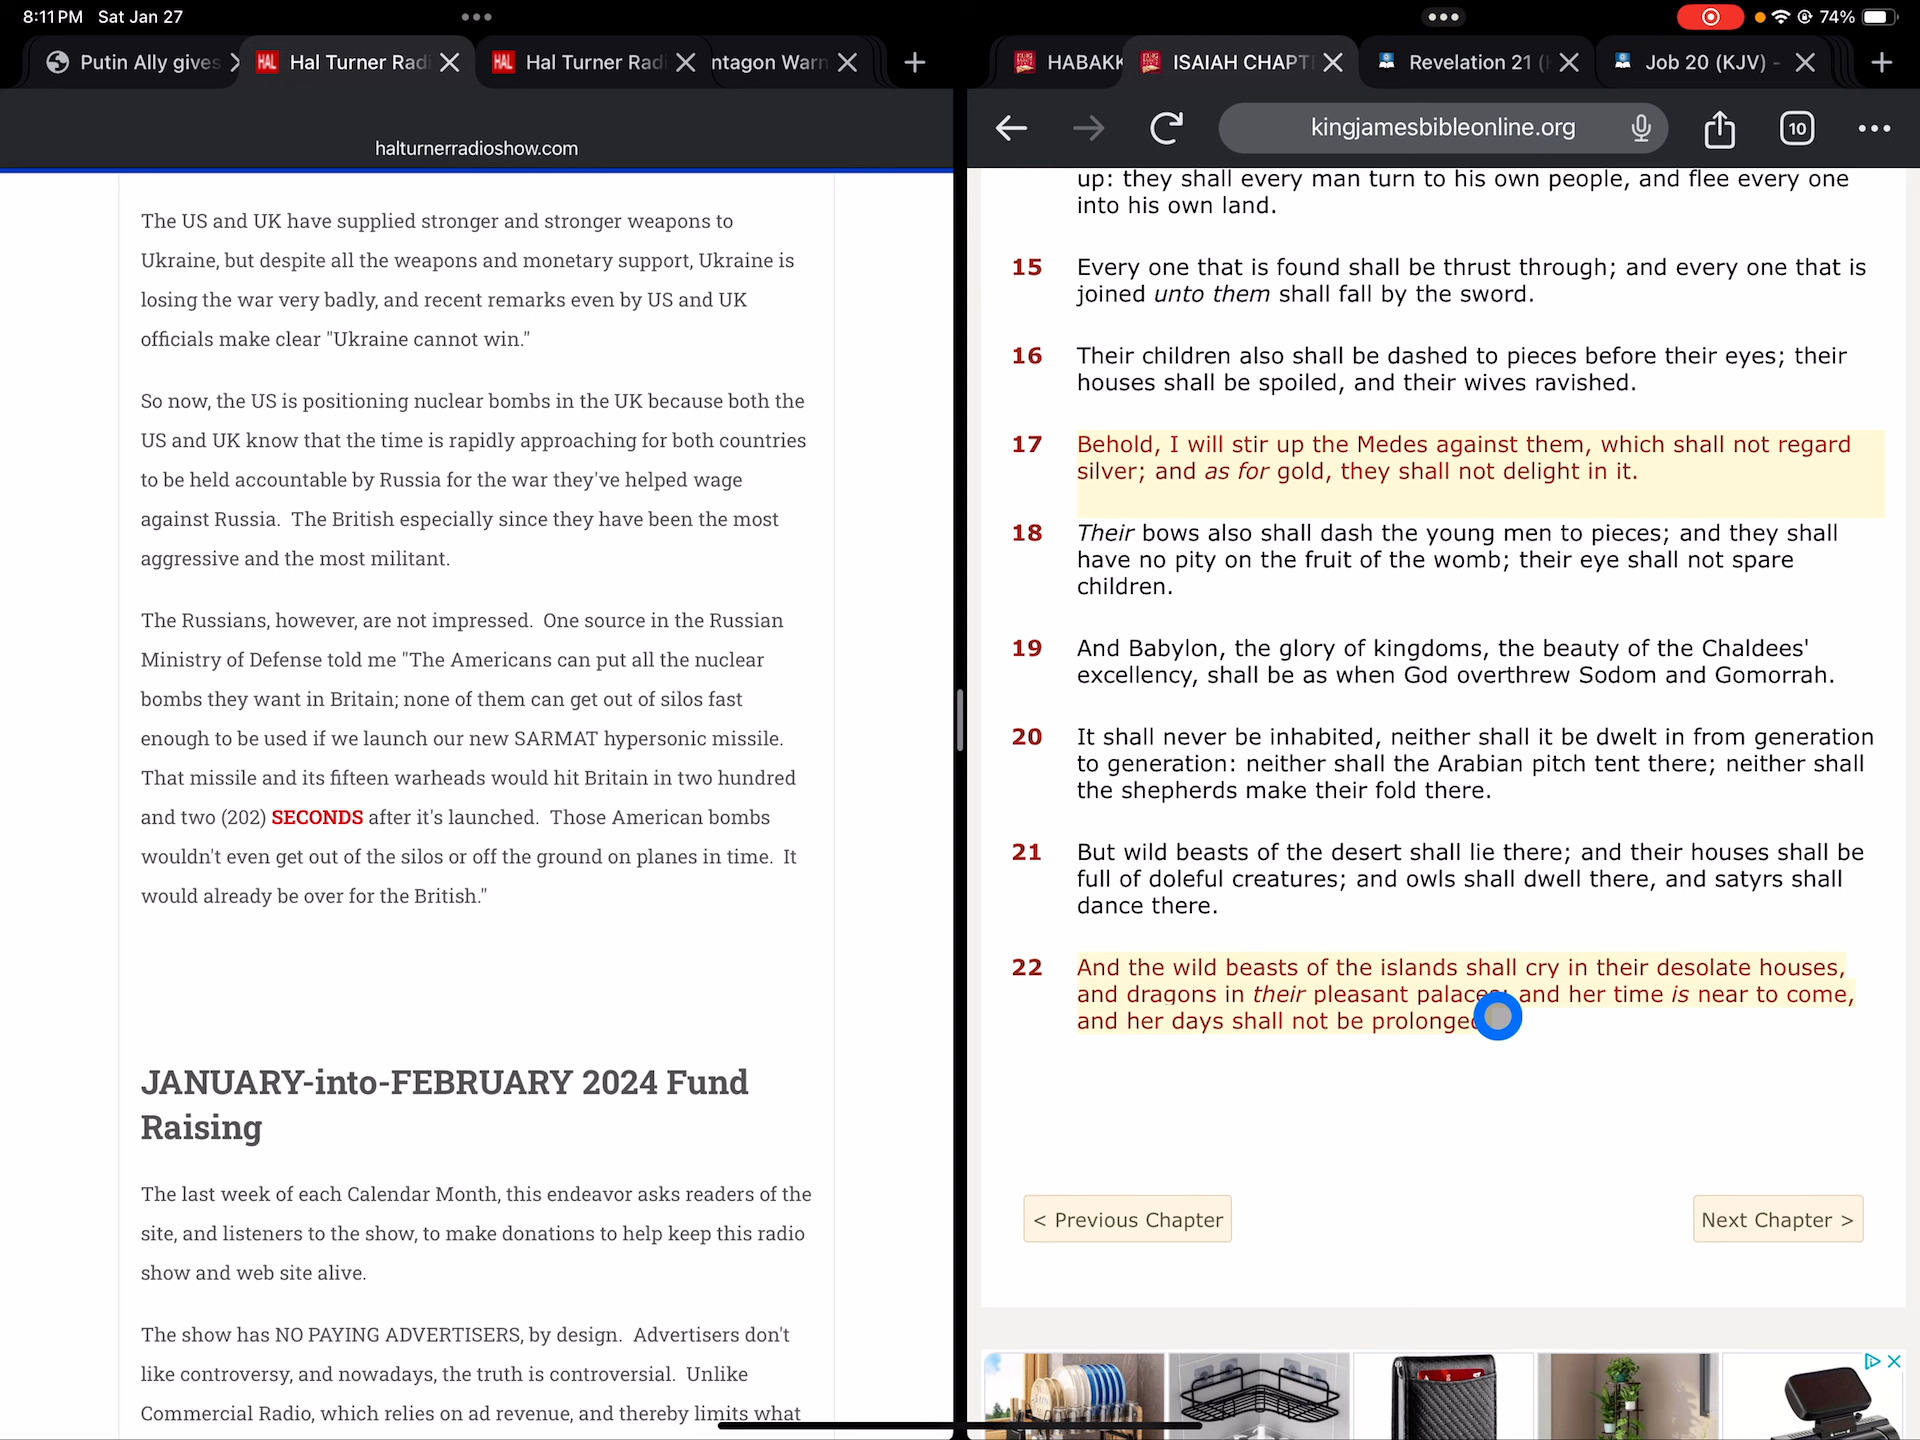 8:11 PM Sat Jan 27
74%
Putin Ally gives
HAL Hal Turner Radi
HAL Hal Turner Rad
ntagon Warn
HABAKK
ISAIAH CHAPT
Revelation 21 (
Job 20 (KJV) -
halturnerradioshow.com
kingjamesbibleonline.org
10
The US and UK have supplied stronger and stronger weapons to
Ukraine, but despite all the weapons and monetary support, Ukraine is
losing the war very badly, and recent remarks even by US and UK
officials make clear "Ukraine cannot win."
So now, the US is positioning nuclear bombs in the UK because both the
US and UK know that the time is rapidly approaching for both countries
to be held accountable by Russia for the war they've helped wage
against Russia.  The British especially since they have been the most
aggressive and the most militant.
The Russians, however, are not impressed.  One source in the Russian
Ministry of Defense told me "The Americans can put all the nuclear
bombs they want in Britain; none of them can get out of silos fast
enough to be used if we launch our new SARMAT hypersonic missile.
That missile and its fifteen warheads would hit Britain in two hundred
and two (202) SECONDS after it's launched.  Those American bombs
wouldn't even get out of the silos or off the ground on planes in time.  It
would already be over for the British."
JANUARY-into-FEBRUARY 2024 Fund
Raising
The last week of each Calendar Month, this endeavor asks readers of the
site, and listeners to the show, to make donations to help keep this radio
show and web site alive.
The show has NO PAYING ADVERTISERS, by design.  Advertisers don't
like controversy, and nowadays, the truth is controversial.  Unlike
Commercial Radio, which relies on ad revenue, and thereby limits what
up: they shall every man turn to his own people, and flee every one
into his own land.
15 Every one that is found shall be thrust through; and every one that is
joined unto them shall fall by the sword.
16 Their children also shall be dashed to pieces before their eyes; their
houses shall be spoiled, and their wives ravished.
17 Behold, I will stir up the Medes against them, which shall not regard
silver; and as for gold, they shall not delight in it.
18 Their bows also shall dash the young men to pieces; and they shall
have no pity on the fruit of the womb; their eye shall not spare
children.
19 And Babylon, the glory of kingdoms, the beauty of the Chaldees'
excellency, shall be as when God overthrew Sodom and Gomorrah.
20 It shall never be inhabited, neither shall it be dwelt in from generation
to generation: neither shall the Arabian pitch tent there; neither shall
the shepherds make their fold there.
21 But wild beasts of the desert shall lie there; and their houses shall be
full of doleful creatures; and owls shall dwell there, and satyrs shall
dance there.
22 And the wild beasts of the islands shall cry in their desolate houses,
and dragons in their pleasant palaces: and her time is near to come,
and her days shall not be prolonged
< Previous Chapter
Next Chapter >